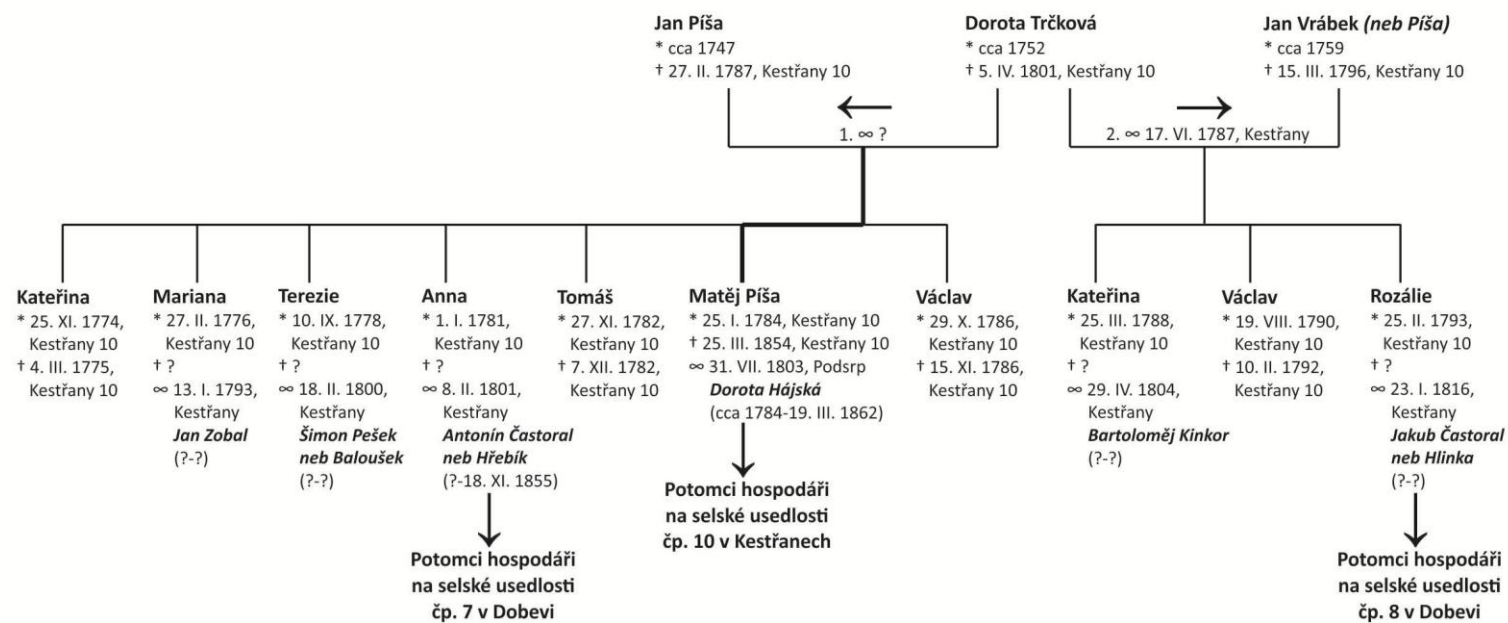 Jan Píša
* cca 1747
† 27. II. 1787, Kestřany 10
Dorota Trčková
* cca 1752
† 5. IV. 1801, Kestřany 10
Jan Vrábek (neb Píša)
* cca 1759
† 15. III. 1796, Kestřany 10
1. ∞ ?
2. ∞ 17. VI. 1787, Kestřany
Kateřina
* 25. XI. 1774,
Kestřany 10
† 4. III. 1775,
Kestřany 10
Mariana
* 27. II. 1776,
Kestřany 10
† ?
∞ 13. I. 1793,
Kestřany
Jan Zobal
(?-?)
Terezie
* 10. IX. 1778,
Kestřany 10
† ?
∞ 18. II. 1800,
Kestřany
Šimon Pešek
neb Baloušek
(?-?)
Anna
* 1. I. 1781,
Kestřany 10
† ?
∞ 8. II. 1801,
Kestřany
Antonín Častoral
neb Hřebík
(?-18. XI. 1855)
Potomci hospodáři
na selské usedlosti
čp. 7 v Dobevi
Tomáš
* 27. XI. 1782,
Kestřany 10
† 7. XII. 1782,
Kestřany 10
Matěj Píša
* 25. I. 1784, Kestřany 10
† 25. III. 1854, Kestřany 10
∞ 31. VII. 1803, Podsrp
Dorota Hájská
(cca 1784-19. III. 1862)
Potomci hospodáři
na selské usedlosti
čp. 10 v Kestřanech
Václav
* 29. X. 1786,
Kestřany 10
† 15. XI. 1786,
Kestřany 10
Kateřina
* 25. III. 1788,
Kestřany 10
† ?
∞ 29. IV. 1804,
Kestřany
Bartoloměj Kinkor
(?-?)
Václav
* 19. VIII. 1790,
Kestřany 10
† 10. II. 1792,
Kestřany 10
Rozálie
* 25. II. 1793,
Kestřany 10
† ?
∞ 23. I. 1816,
Kestřany
Jakub Častoral
neb Hlinka
(?-?)
Potomci hospodáři
na selské usedlosti
čp. 8 v Dobevi